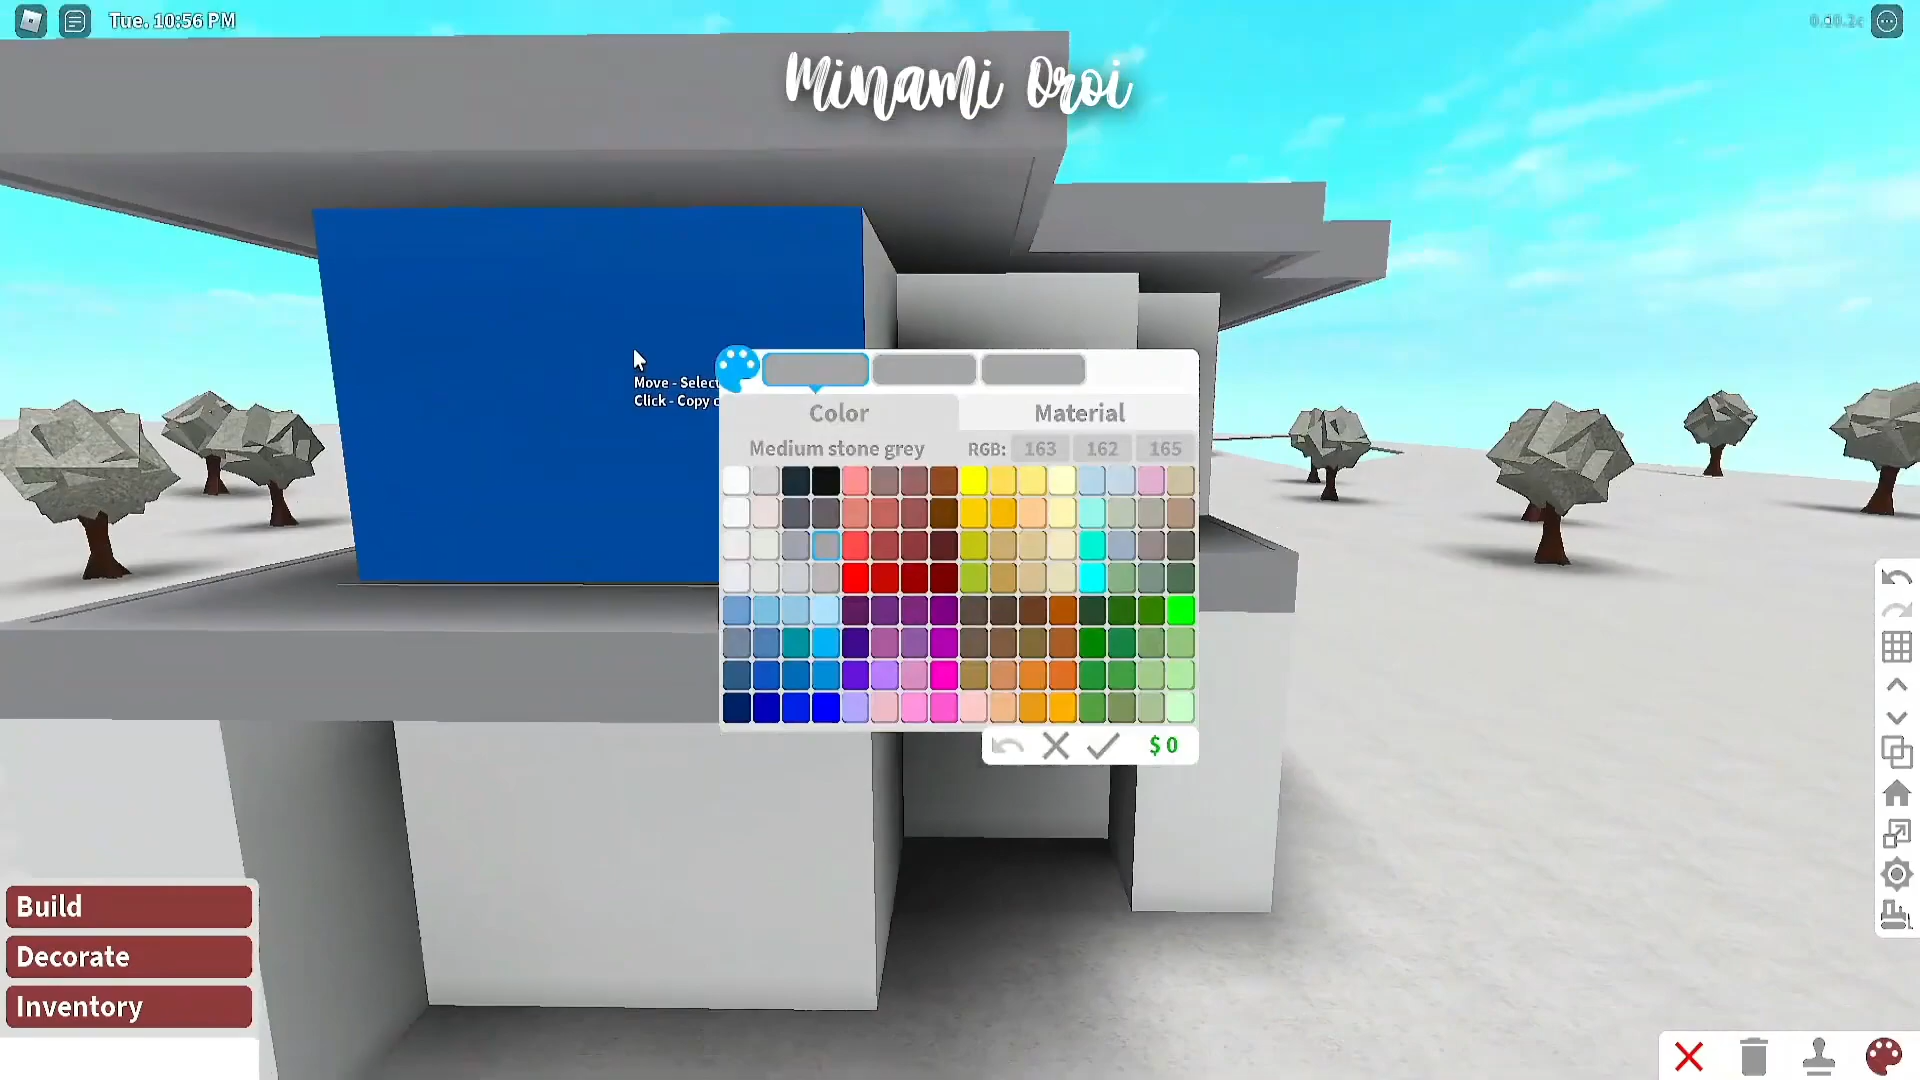 Tue. 10:56 PM
Minami Oroi
Move - Select
Click - Copy
Color
Material
Medium stone grey
RGB: 163 162 165
$ 0
Build
Decorate
Inventory